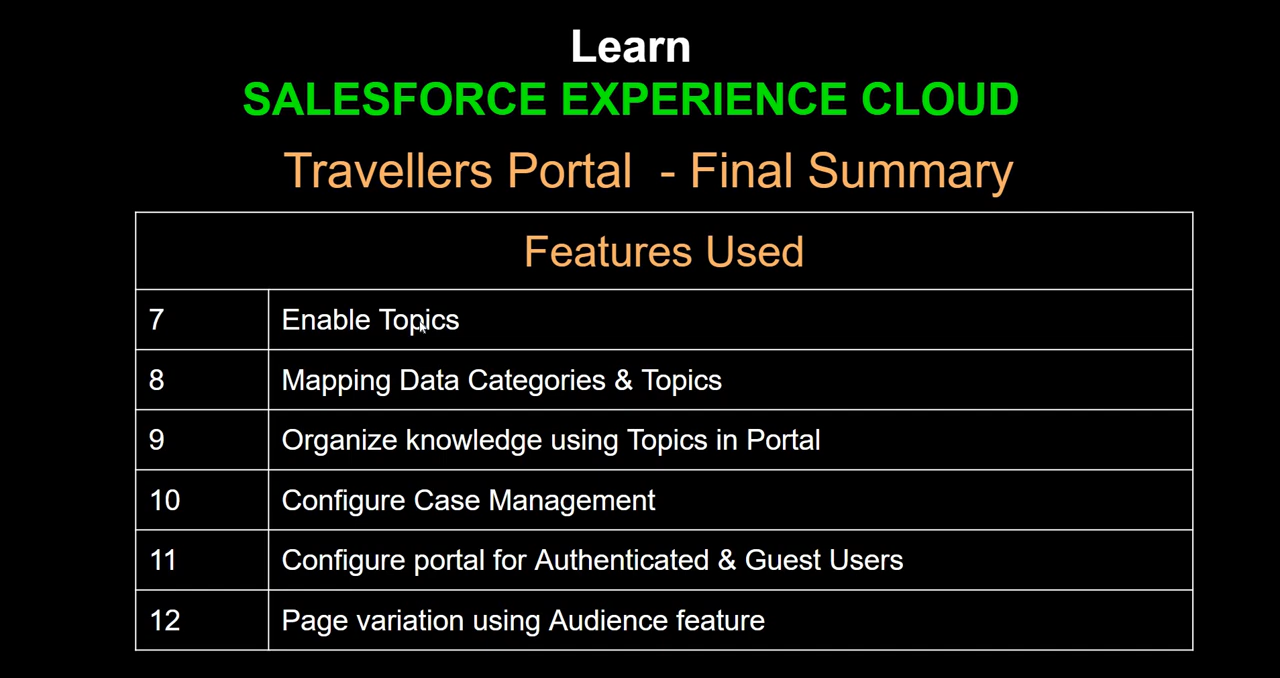 Learn
SALESFORCE EXPERIENCE CLOUD
Travellers Portal - Final Summary
Features Used
7 Enable Topics
8 Mapping Data Categories & Topics
9 Organize knowledge using Topics in Portal
10 Configure Case Management
11 Configure portal for Authenticated & Guest Users
12 Page variation using Audience feature